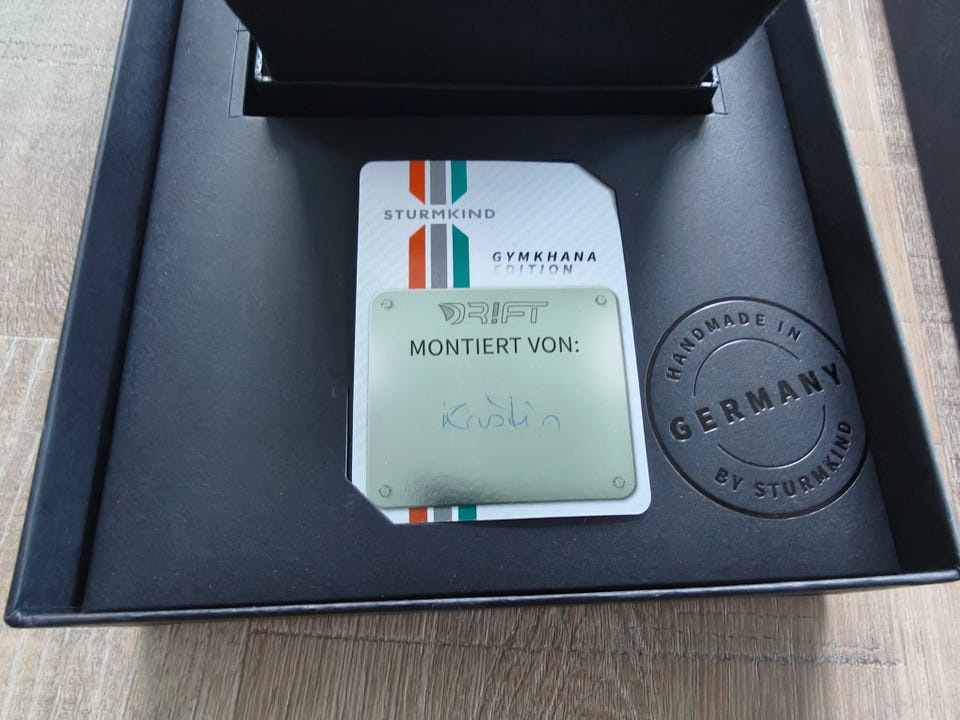 STURMKIND
GYMKHANA
EDITION
DR!FT
MONTIERT VON:
Kristin
HANDMADE IN
GERMANY
BY STURMKIND